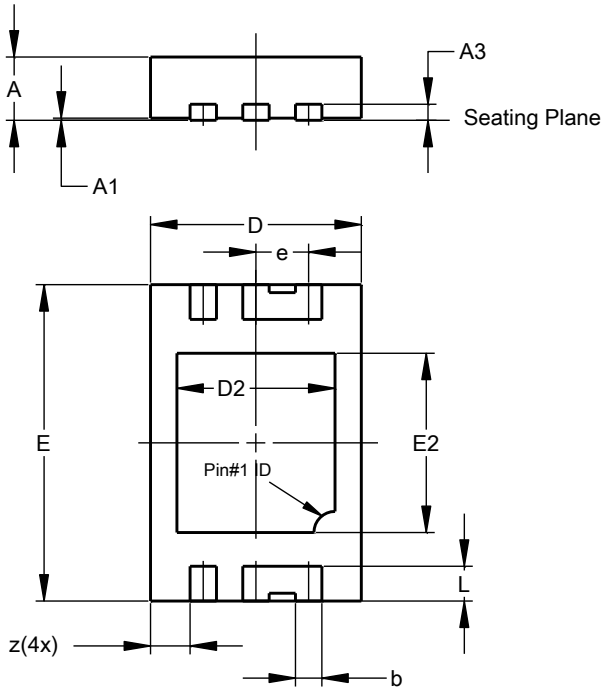 A3
A
Seating Plane
A1
D
e
D2
E
E2
Pin#1 ID
L
z(4x)
b